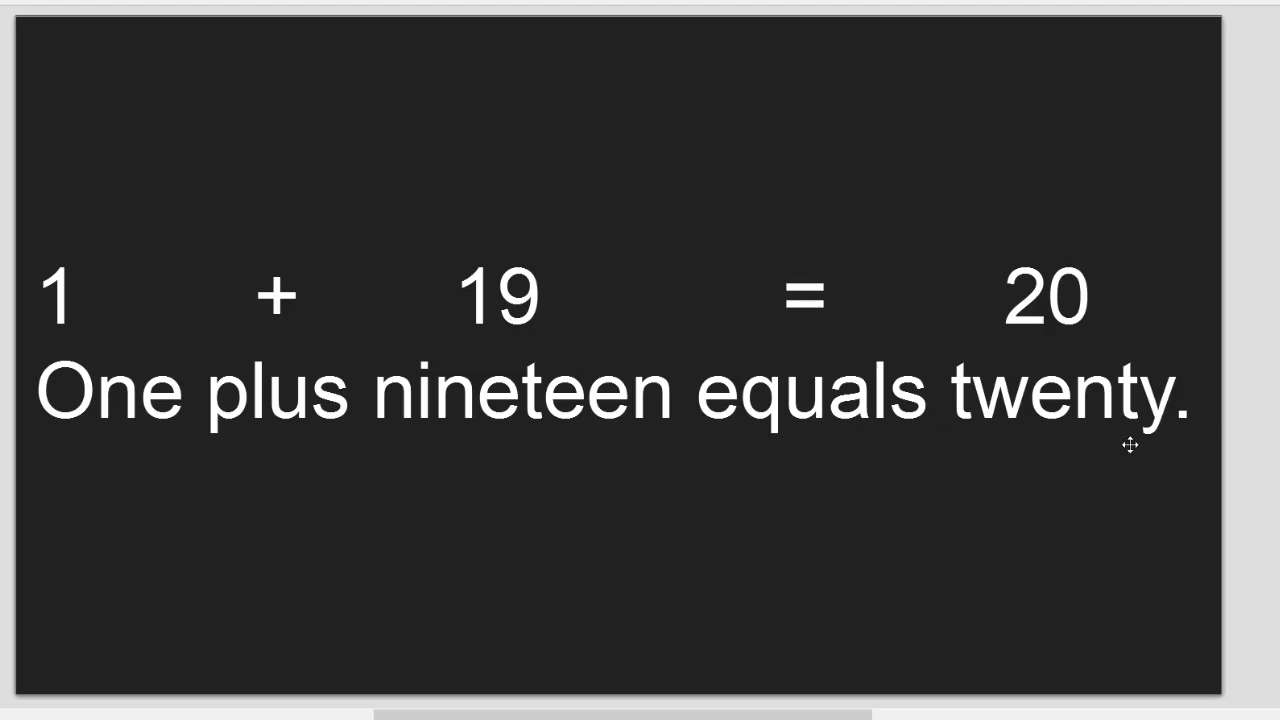 1 + 19 = 20
One plus nineteen equals twenty.